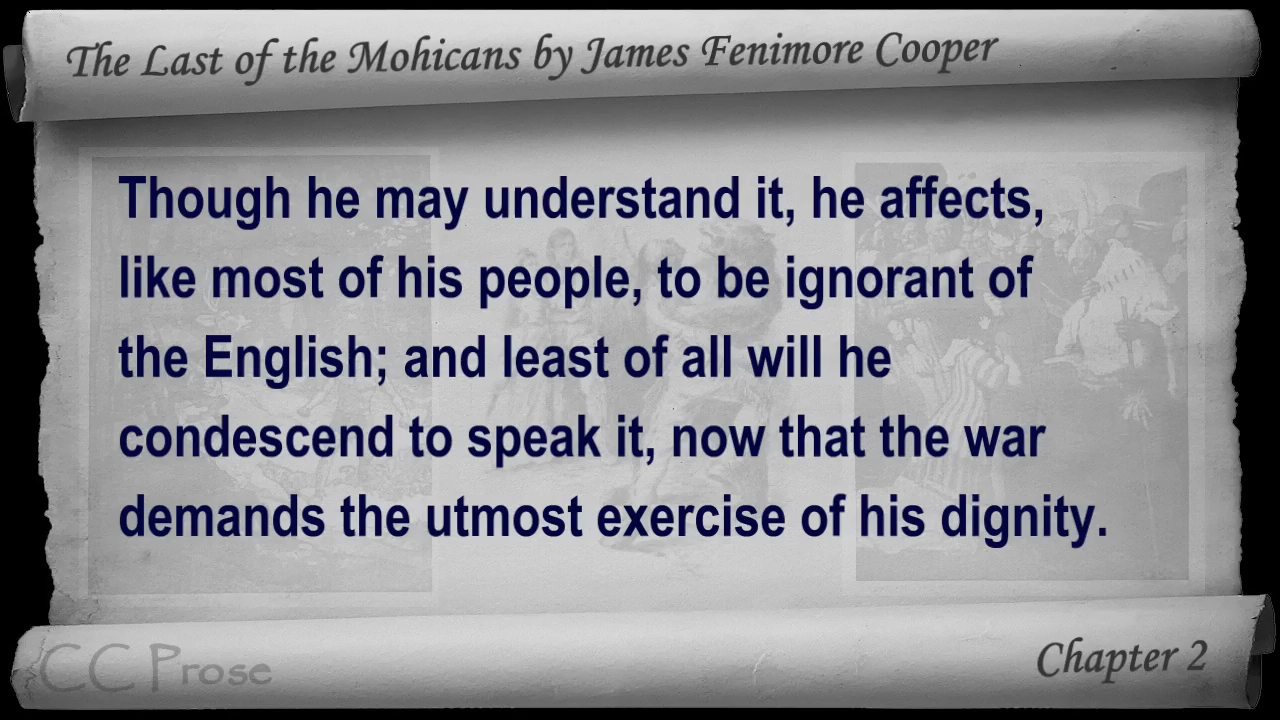 The Last of the Mohicans by James Fenimore Cooper
Though he may understand it, he affects,
like most of his people, to be ignorant of
the English; and least of all will he
condescend to speak it, now that the war
demands the utmost exercise of his dignity.
CC Prose
Chapter 2